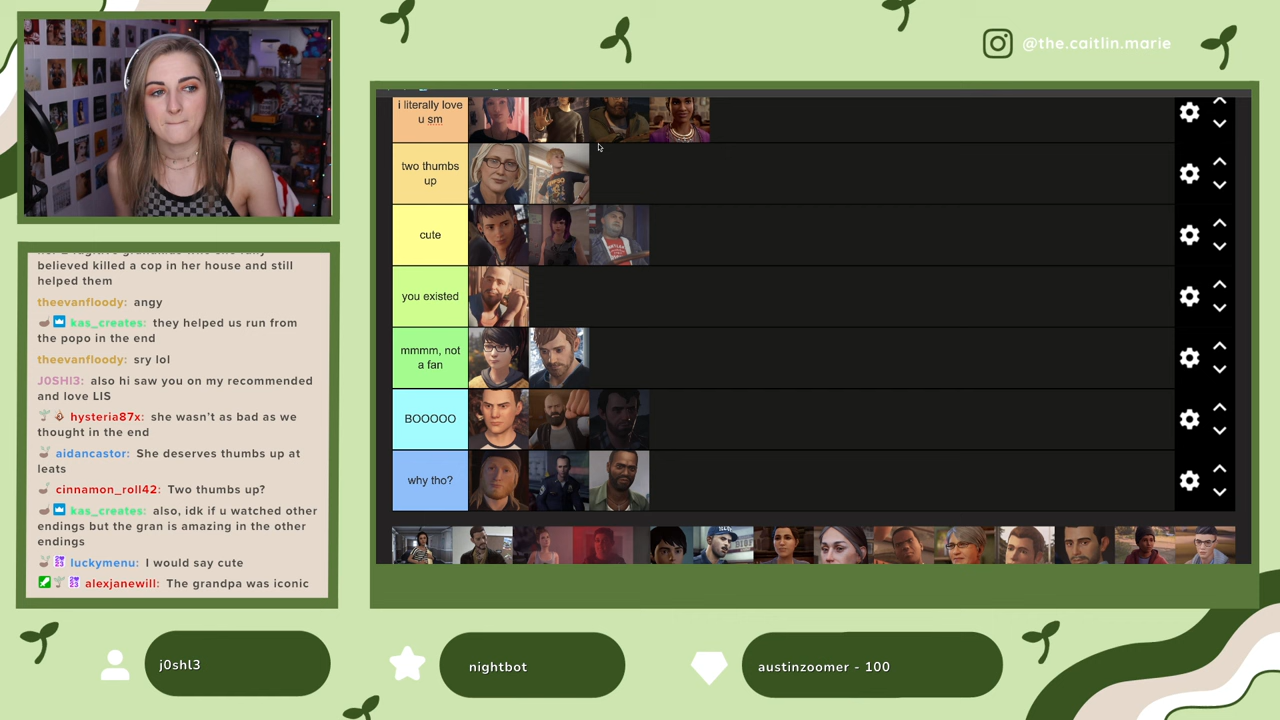 @the.caitlin.marie
i literally love
u sm
two thumbs
up
cute
you existed
mmmm, not
a fan
BOOOOO
why tho?
believed killed a cop in her house and still
helped them
theevanfloody: angy
kas_creates: they helped us run from
the popo in the end
theevanfloody: sry lol
J0SHI3: also hi saw you on my recommended
and love LIS
hysteria87x: she wasn't as bad as we
thought in the end
aidancastor: She deserves thumbs up at
leats
cinnamon_roll42: Two thumbs up?
kas_creates: also, idk if u watched other
endings but the gran is amazing in the other
endings
luckymenu: I would say cute
alexjanewill: The grandpa was iconic
j0shl3
nightbot
austinzoomer - 100